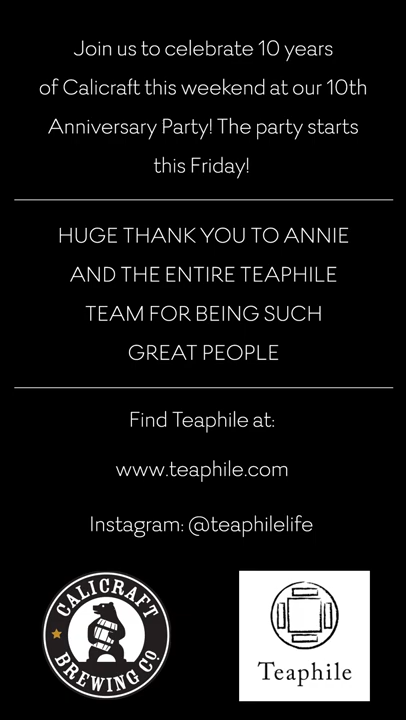 Join us to celebrate 10 years
of Calicraft this weekend at our 10th
Anniversary Party! The party starts
this Friday!
HUGE THANK YOU TO ANNIE
AND THE ENTIRE TEAPHILE
TEAM FOR BEING SUCH
GREAT PEOPLE
Find Teaphile at:
www.teaphile.com
Instagram: @teaphilelife
CALICRAFT
BREWING CO.
Teaphile